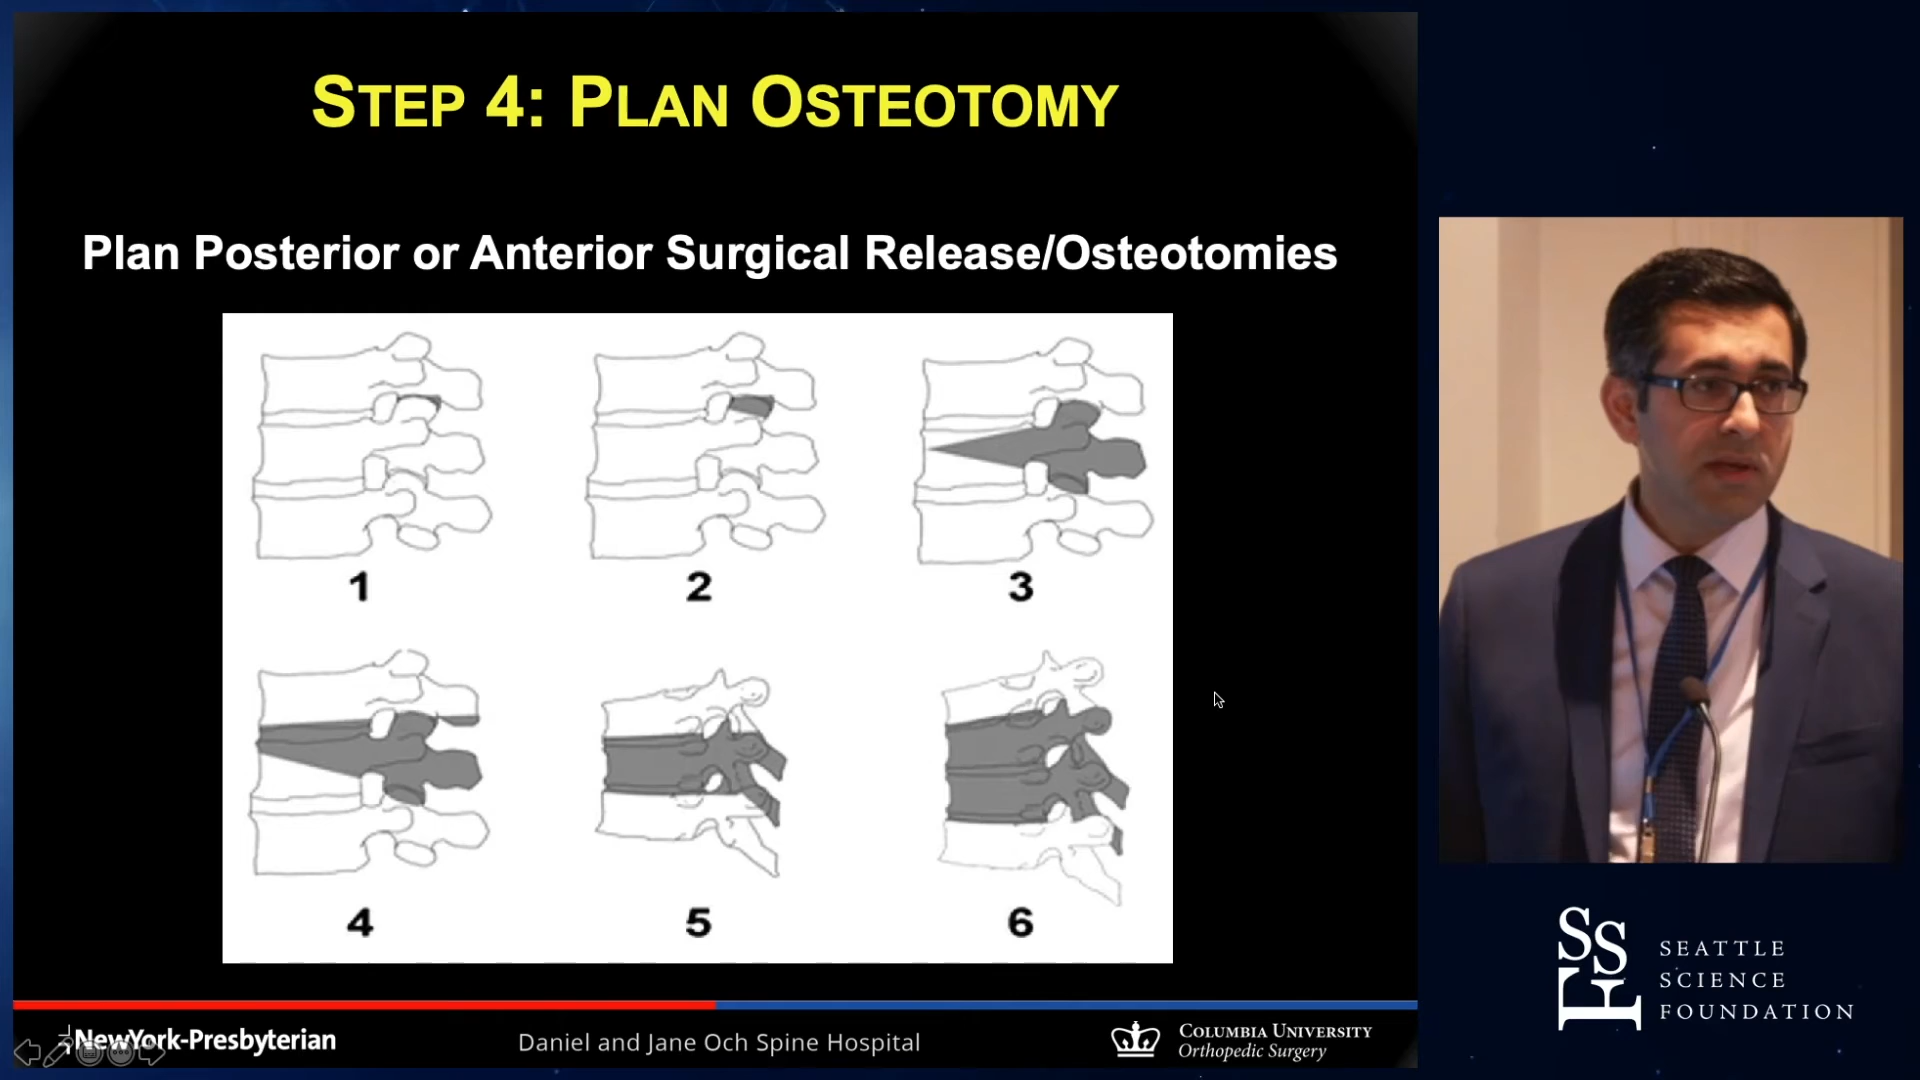 STEP 4: PLAN OSTEOTOMY
Plan Posterior or Anterior Surgical Release/Osteotomies
1
2
3
4
5
6
NewYork-Presbyterian
Daniel and Jane Och Spine Hospital
COLUMBIA UNIVERSITY
Orthopedic Surgery
SSF
SEATTLE
SCIENCE
FOUNDATION